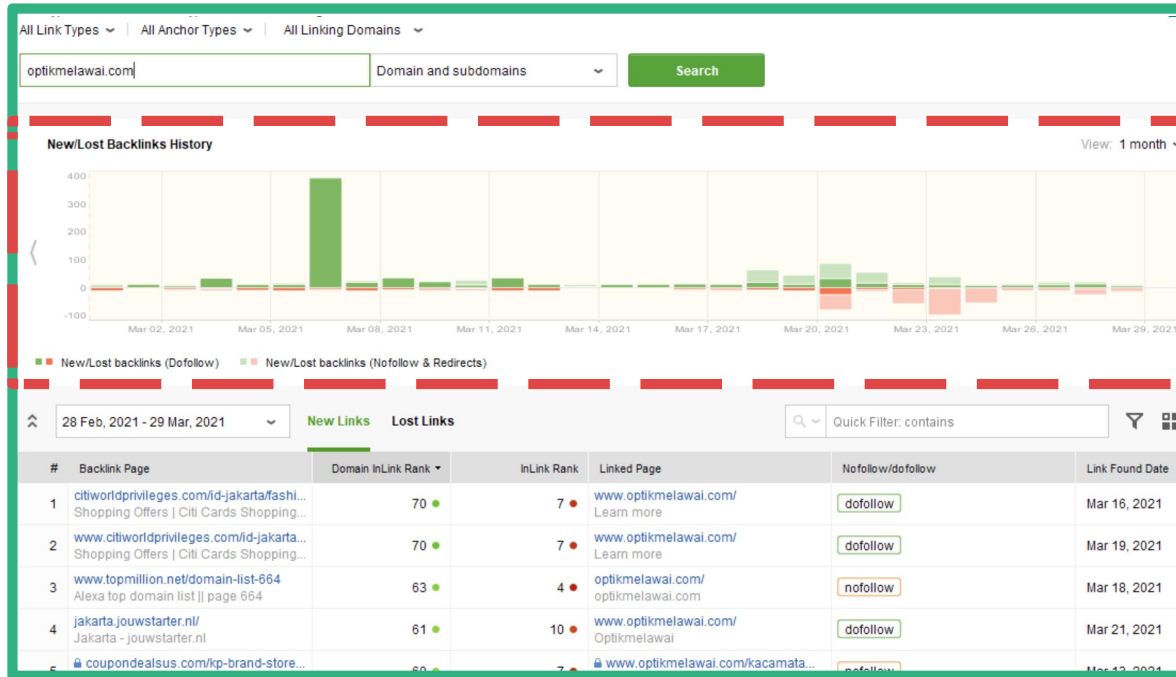 All Link Types All Anchor Types All Linking Domains
optikmelawai.com Domain and subdomains Search
New/Lost Backlinks History View: 1 month
400
300
200
100
0
-100
Mar 02, 2021 Mar 05, 2021 Mar 08, 2021 Mar 11, 2021 Mar 14, 2021 Mar 17, 2021 Mar 20, 2021 Mar 23, 2021 Mar 26, 2021 Mar 29, 2021
New/Lost backlinks (Dofollow) New/Lost backlinks (Nofollow & Redirects)
28 Feb, 2021 - 29 Mar, 2021 New Links Lost Links Quick Filter: contains
# Backlink Page Domain InLink Rank InLink Rank Linked Page Nofollow/dofollow Link Found Date
1 citiworldprivileges.com/id-jakarta/fashi... 70 7 www.optikmelawai.com/ dofollow Mar 16, 2021
Shopping Offers | Citi Cards Shopping... Learn more
2 www.citiworldprivileges.com/id-jakarta... 70 7 www.optikmelawai.com/ dofollow Mar 19, 2021
Shopping Offers | Citi Cards Shopping... Learn more
3 www.topmillion.net/domain-list-664 63 4 optikmelawai.com/ nofollow Mar 18, 2021
Alexa top domain list || page 664 optikmelawai.com
4 jakarta.jouwstarter.nl/ 61 10 www.optikmelawai.com/ dofollow Mar 21, 2021
Jakarta - jouwstarter.nl Optikmelawai
5 coupondealsus.com/kp-brand-store... 60 7 www.optikmelawai.com/kacamata... nofollow Mar 13, 2021